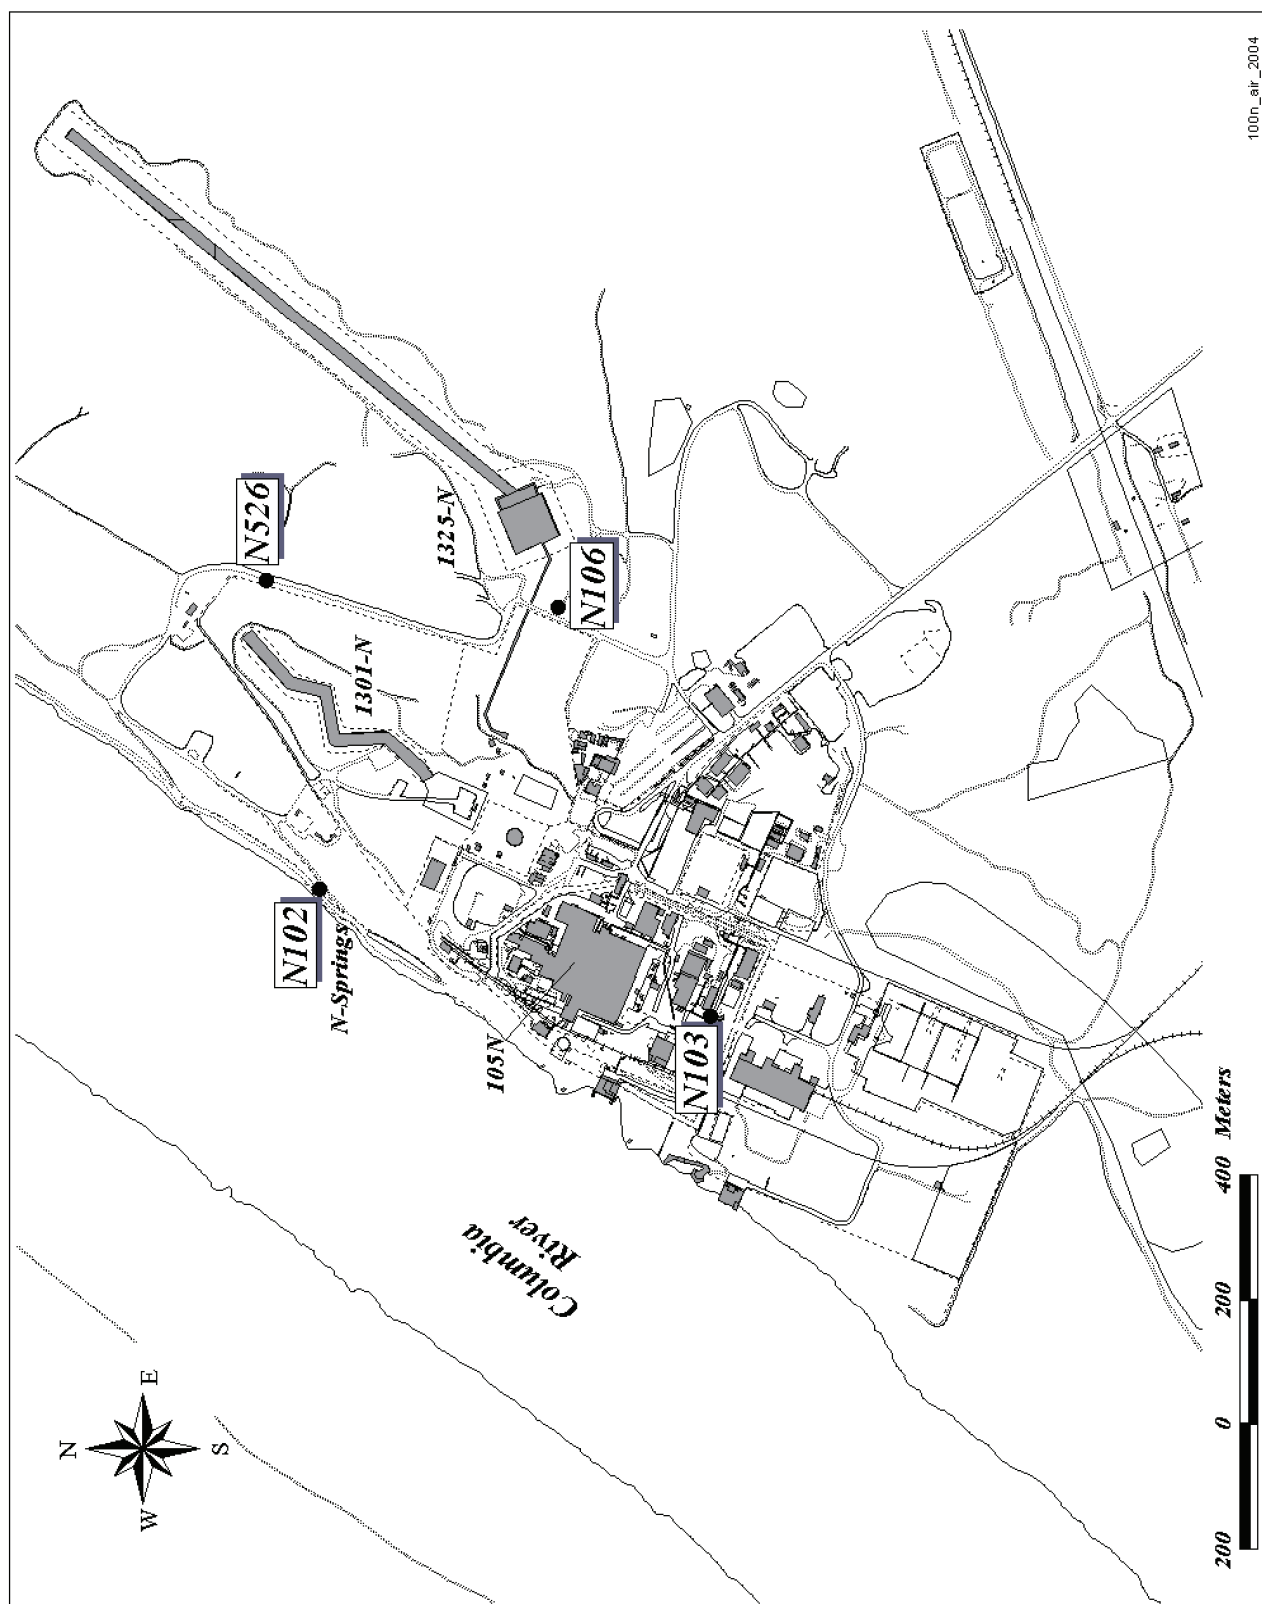 N526
1325-N
N106
1301-N
N102
N-Springs
105N
N103
Columbia
River
N
W
E
S
200
0
200
400
Meters
100n_air_2004